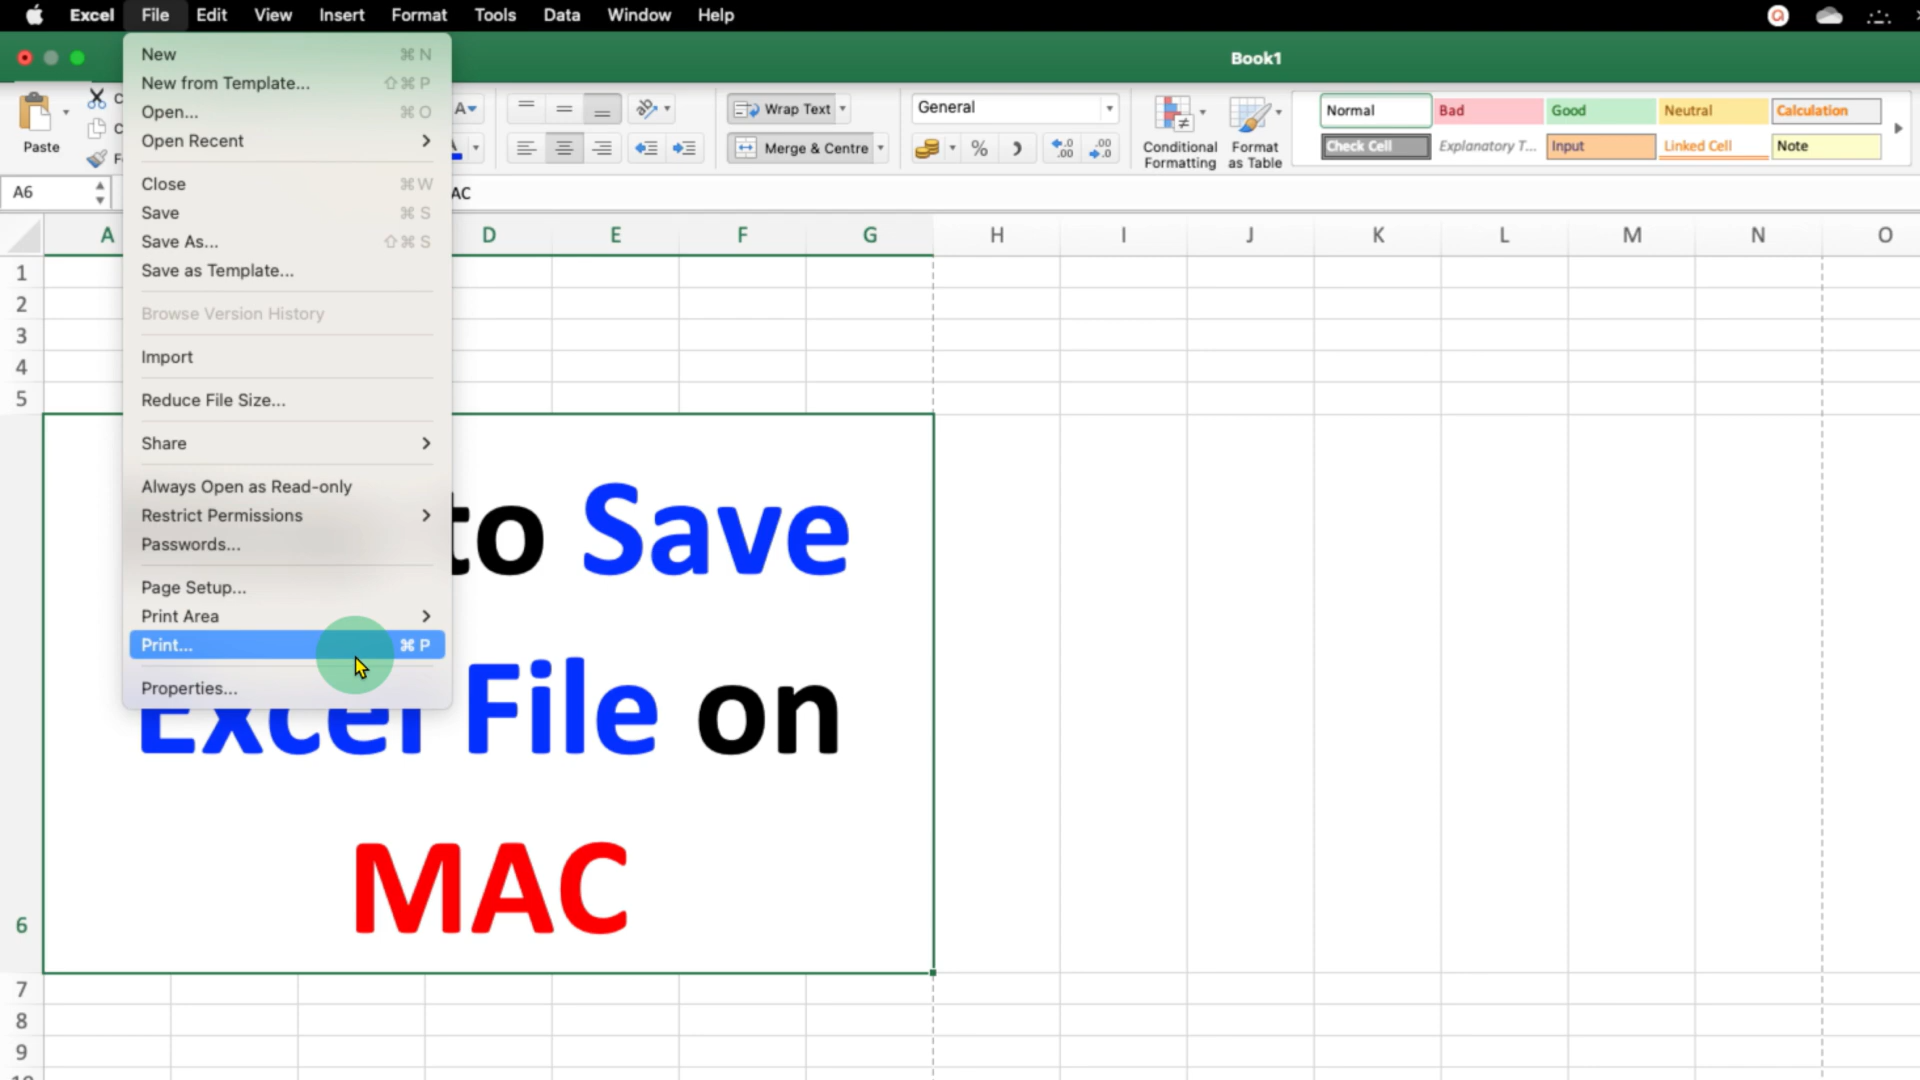 Excel File Edit View Insert Format Tools Data Window Help
Book1
New ⌘ N
New from Template... ⇧ ⌘ P
Open... ⌘ O
Open Recent >
Close ⌘ W
Save ⌘ S
Save As... ⇧ ⌘ S
Save as Template...
Browse Version History
Import
Reduce File Size...
Share >
Always Open as Read-only
Restrict Permissions >
Passwords...
Page Setup...
Print Area >
Print... ⌘ P
Properties...
Paste
Wrap Text
Merge & Centre
General
%
Conditional Formatting
Format as Table
Normal Bad Good Neutral Calculation
Check Cell Explanatory T... Input Linked Cell Note
A6
AC
A D E F G H I J K L M N O
1
2
3
4
5
6
7
8
9
to Save
Excel File on
MAC